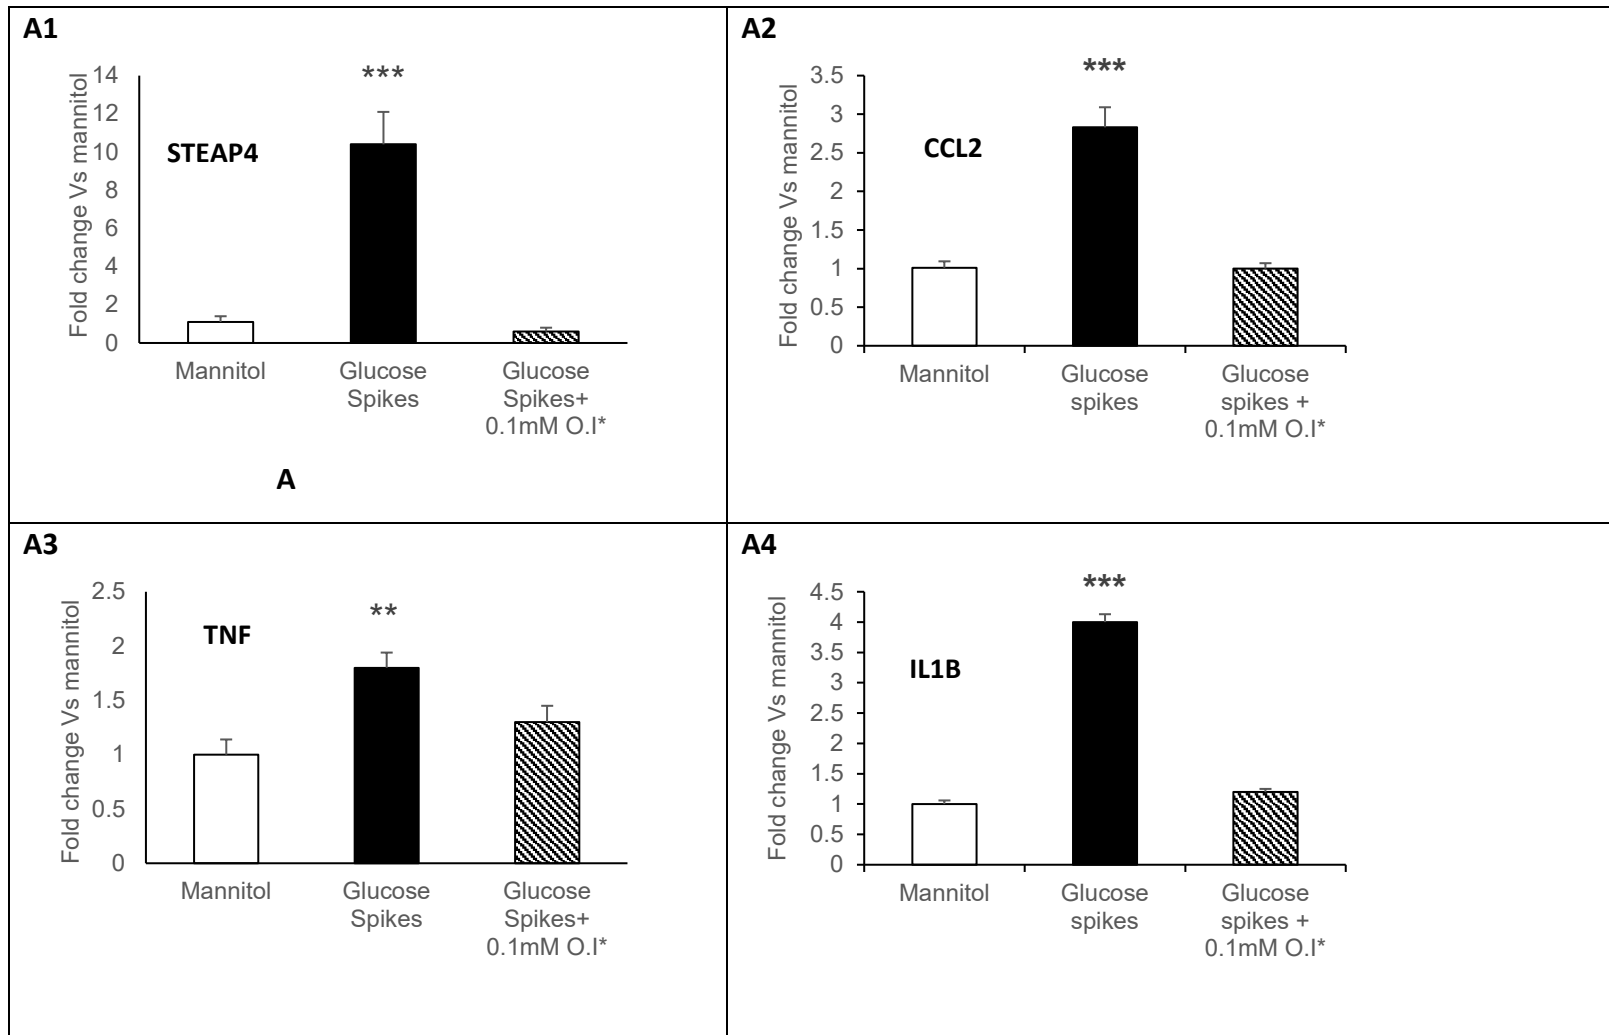 A1
***
14
12
10
8
6
4
2
0
Fold change Vs mannitol
STEAP4
Mannitol
Glucose
Spikes
Glucose
Spikes+
0.1mM O.I*
A
A2
***
3.5
3
2.5
2
1.5
1
0.5
0
Fold change Vs mannitol
CCL2
Mannitol
Glucose
spikes
Glucose
spikes +
0.1mM O.I*
A3
**
2.5
2
1.5
1
0.5
0
Fold change Vs mannitol
TNF
Mannitol
Glucose
Spikes
Glucose
Spikes+
0.1mM O.I*
A4
***
4.5
4
3.5
3
2.5
2
1.5
1
0.5
0
Fold change Vs mannitol
IL1B
Mannitol
Glucose
spikes
Glucose
spikes +
0.1mM O.I*